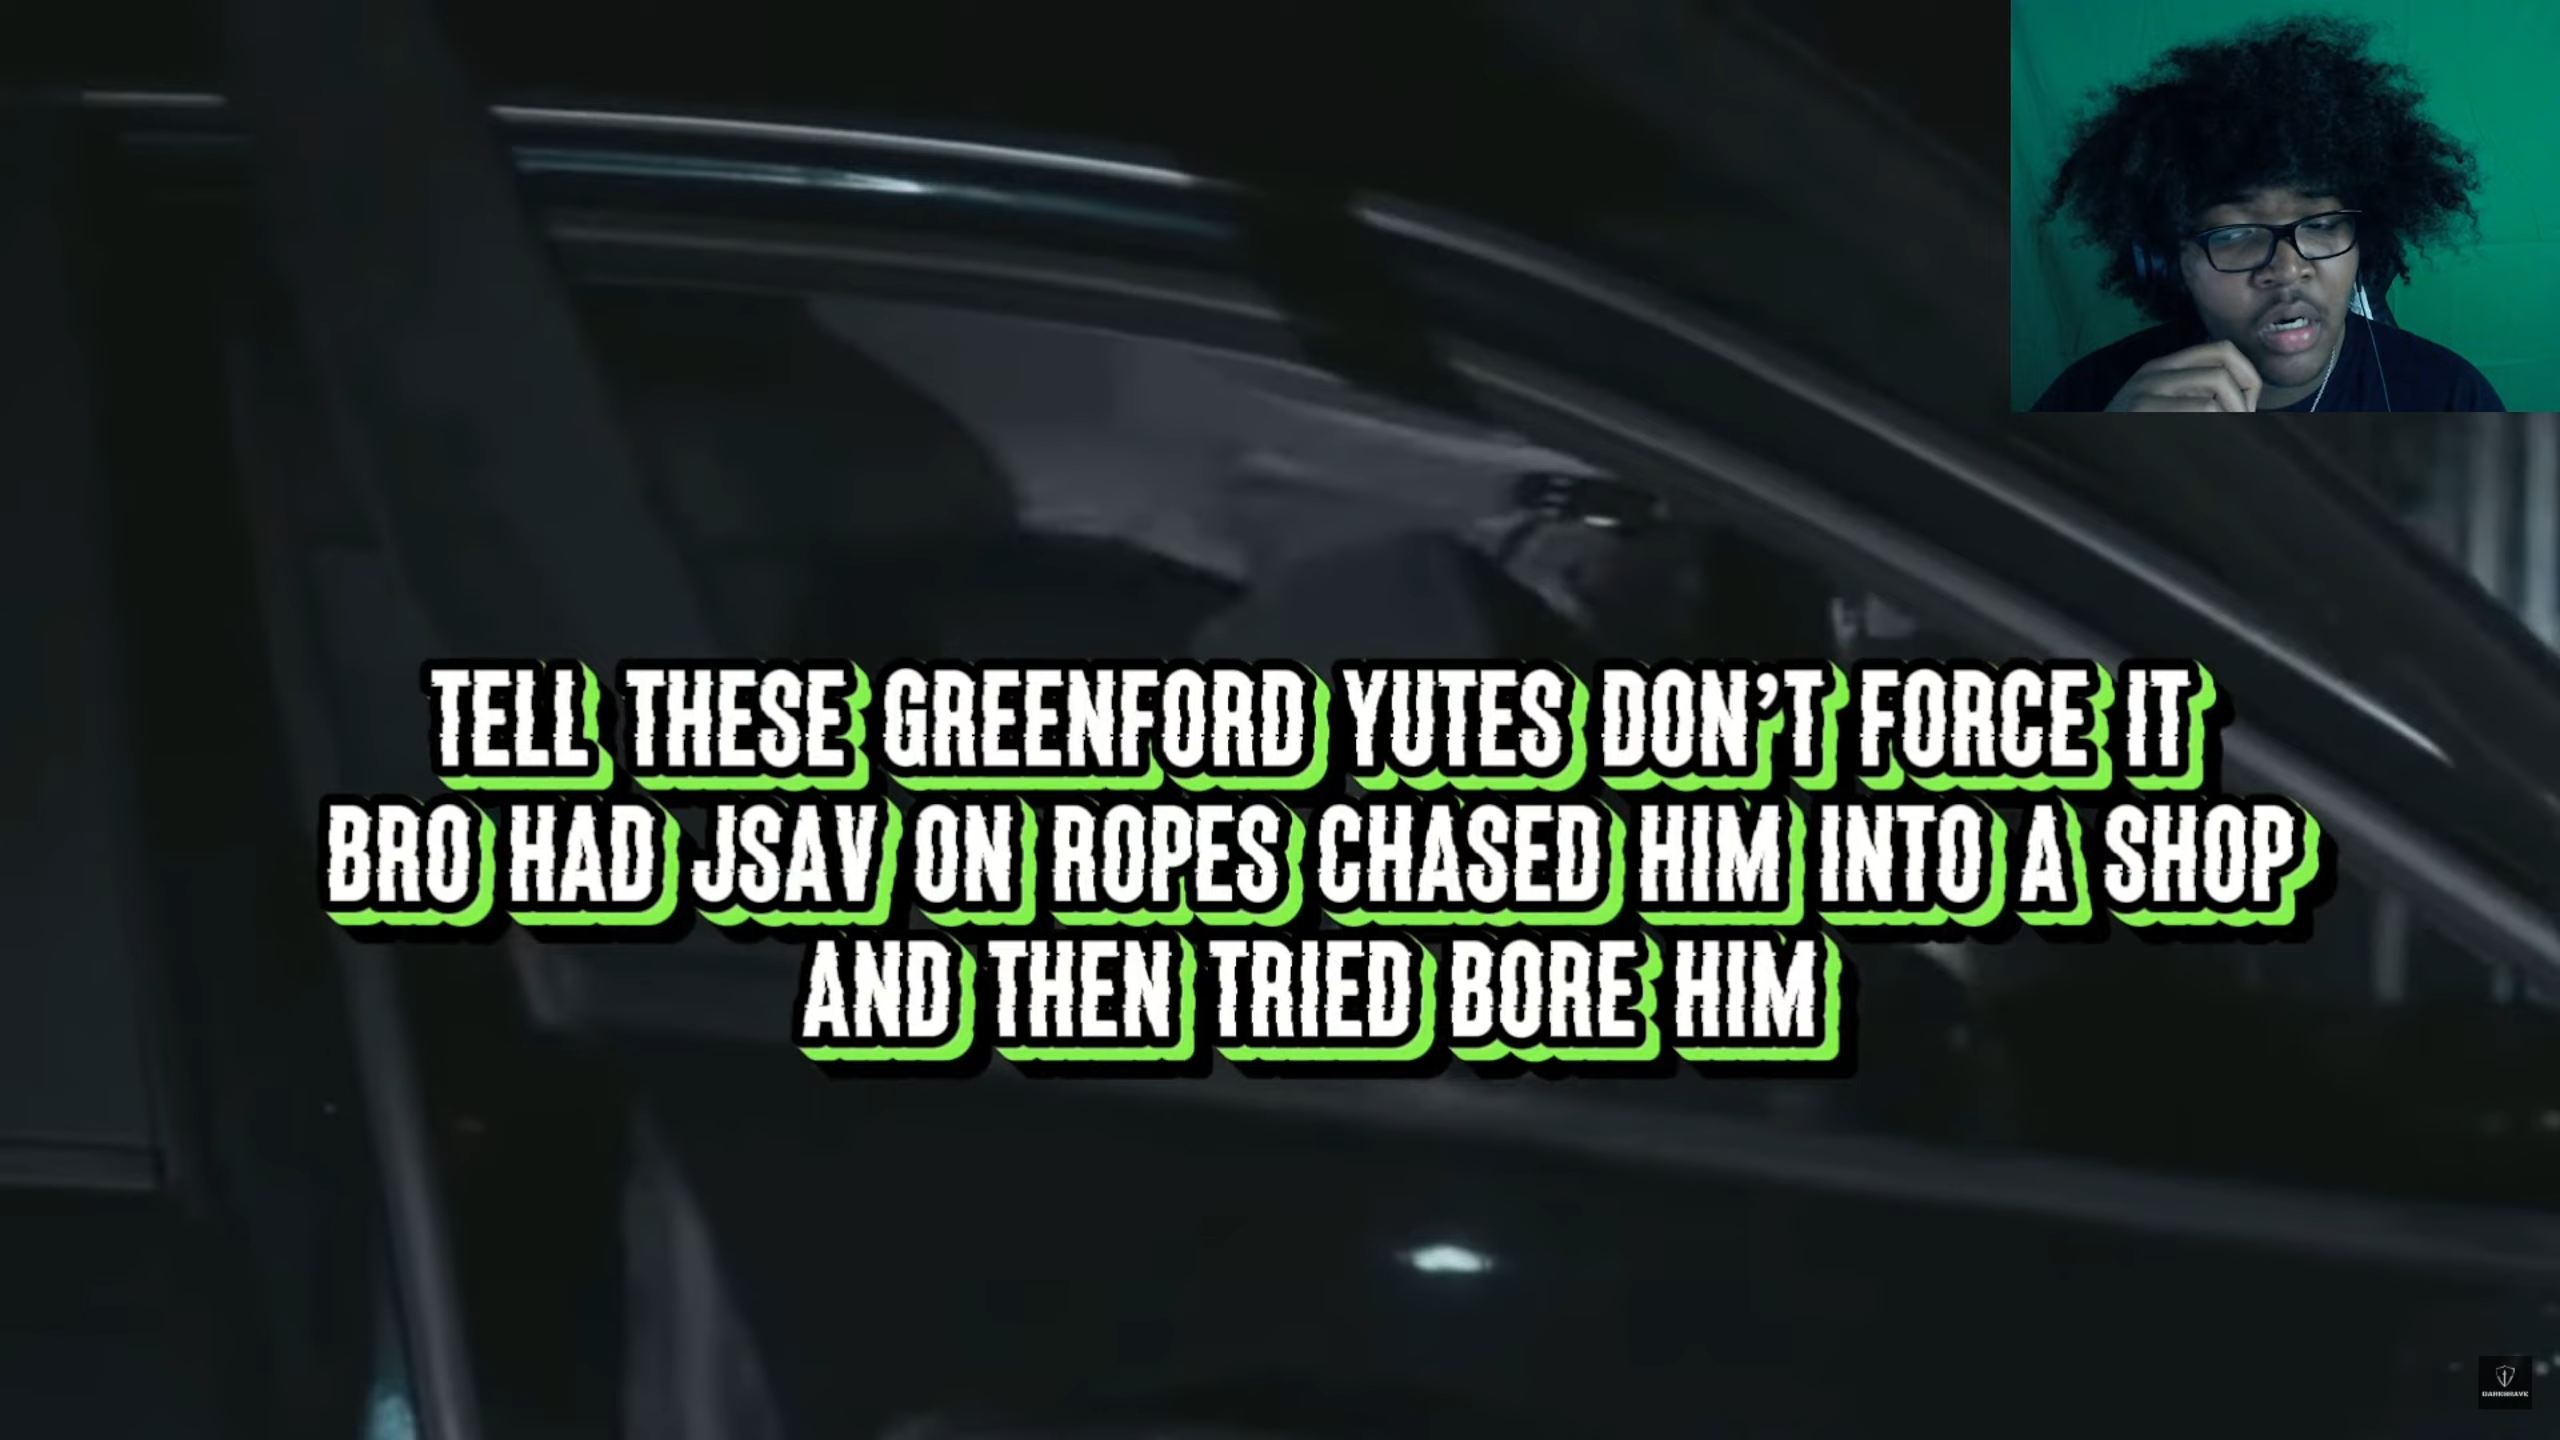 TELL THESE GREENFORD YUTES DON'T FORCE IT
BRO HAD JSAV ON ROPES CHASED HIM INTO A SHOP
AND THEN TRIED BORE HIM
DARKBRAVE